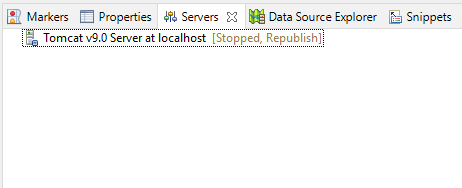 Markers Properties Servers Data Source Explorer Snippets
Tomcat v9.0 Server at localhost [Stopped, Republish]